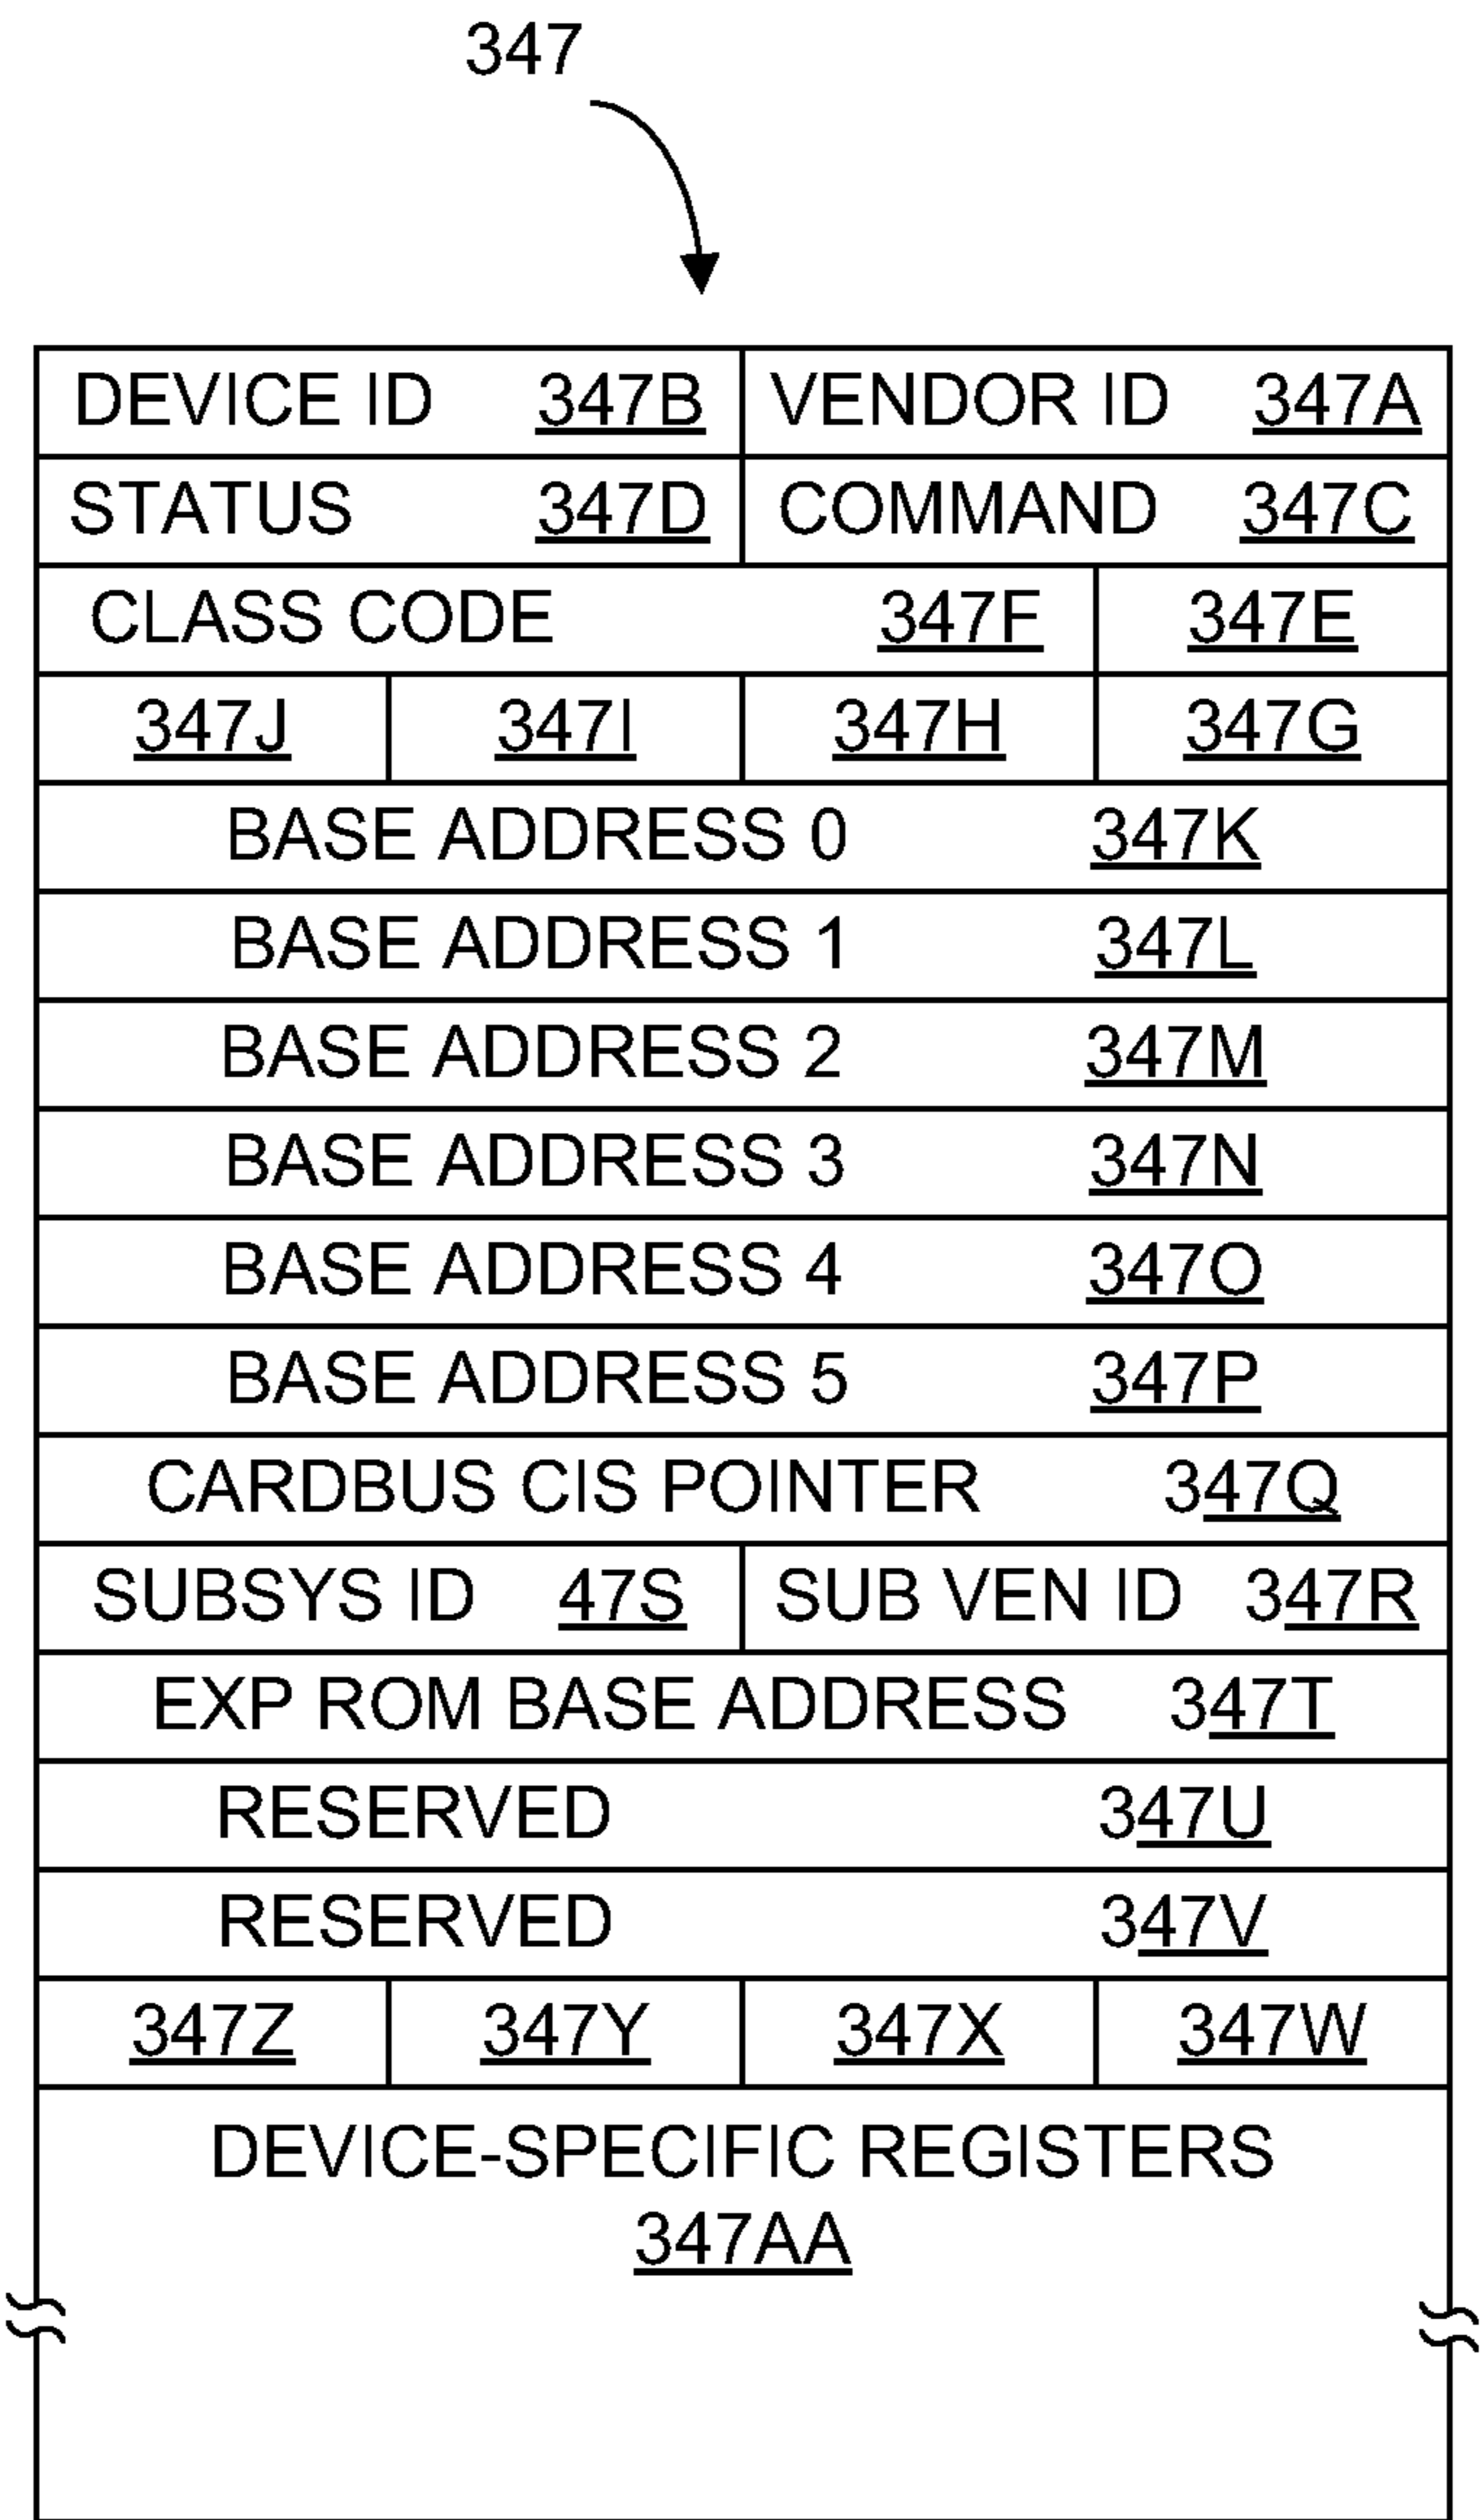 347
DEVICE ID 347B VENDOR ID 347A
STATUS 347D COMMAND 347C
CLASS CODE 347F 347E
347J 347I 347H 347G
BASE ADDRESS 0 347K
BASE ADDRESS 1 347L
BASE ADDRESS 2 347M
BASE ADDRESS 3 347N
BASE ADDRESS 4 347O
BASE ADDRESS 5 347P
CARDBUS CIS POINTER 347Q
SUBSYS ID 47S SUB VEN ID 347R
EXP ROM BASE ADDRESS 347T
RESERVED 347U
RESERVED 347V
347Z 347Y 347X 347W
DEVICE-SPECIFIC REGISTERS
347AA